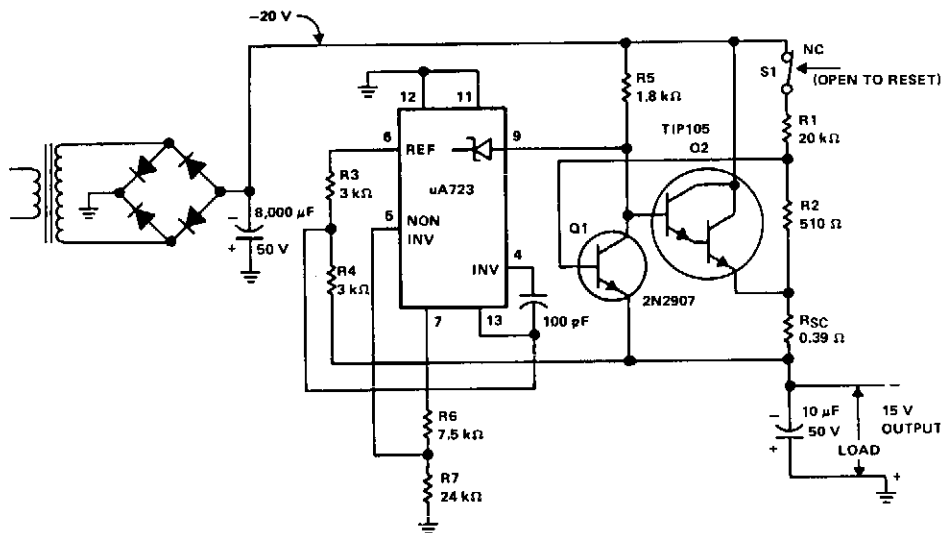 −20 V
NC
S1
(OPEN TO RESET)
12
11
R5
1.8 kΩ
TIP105
Q2
R1
20 kΩ
6
REF
9
uA723
R3
3 kΩ
5
NON
INV
8,000 μF
50 V
−
+
R4
3 kΩ
INV
4
Q1
2N2907
R2
510 Ω
RSC
0.39 Ω
7
13
100 pF
R6
7.5 kΩ
R7
24 kΩ
−
10 μF
50 V
+
15 V
OUTPUT
LOAD
−
+